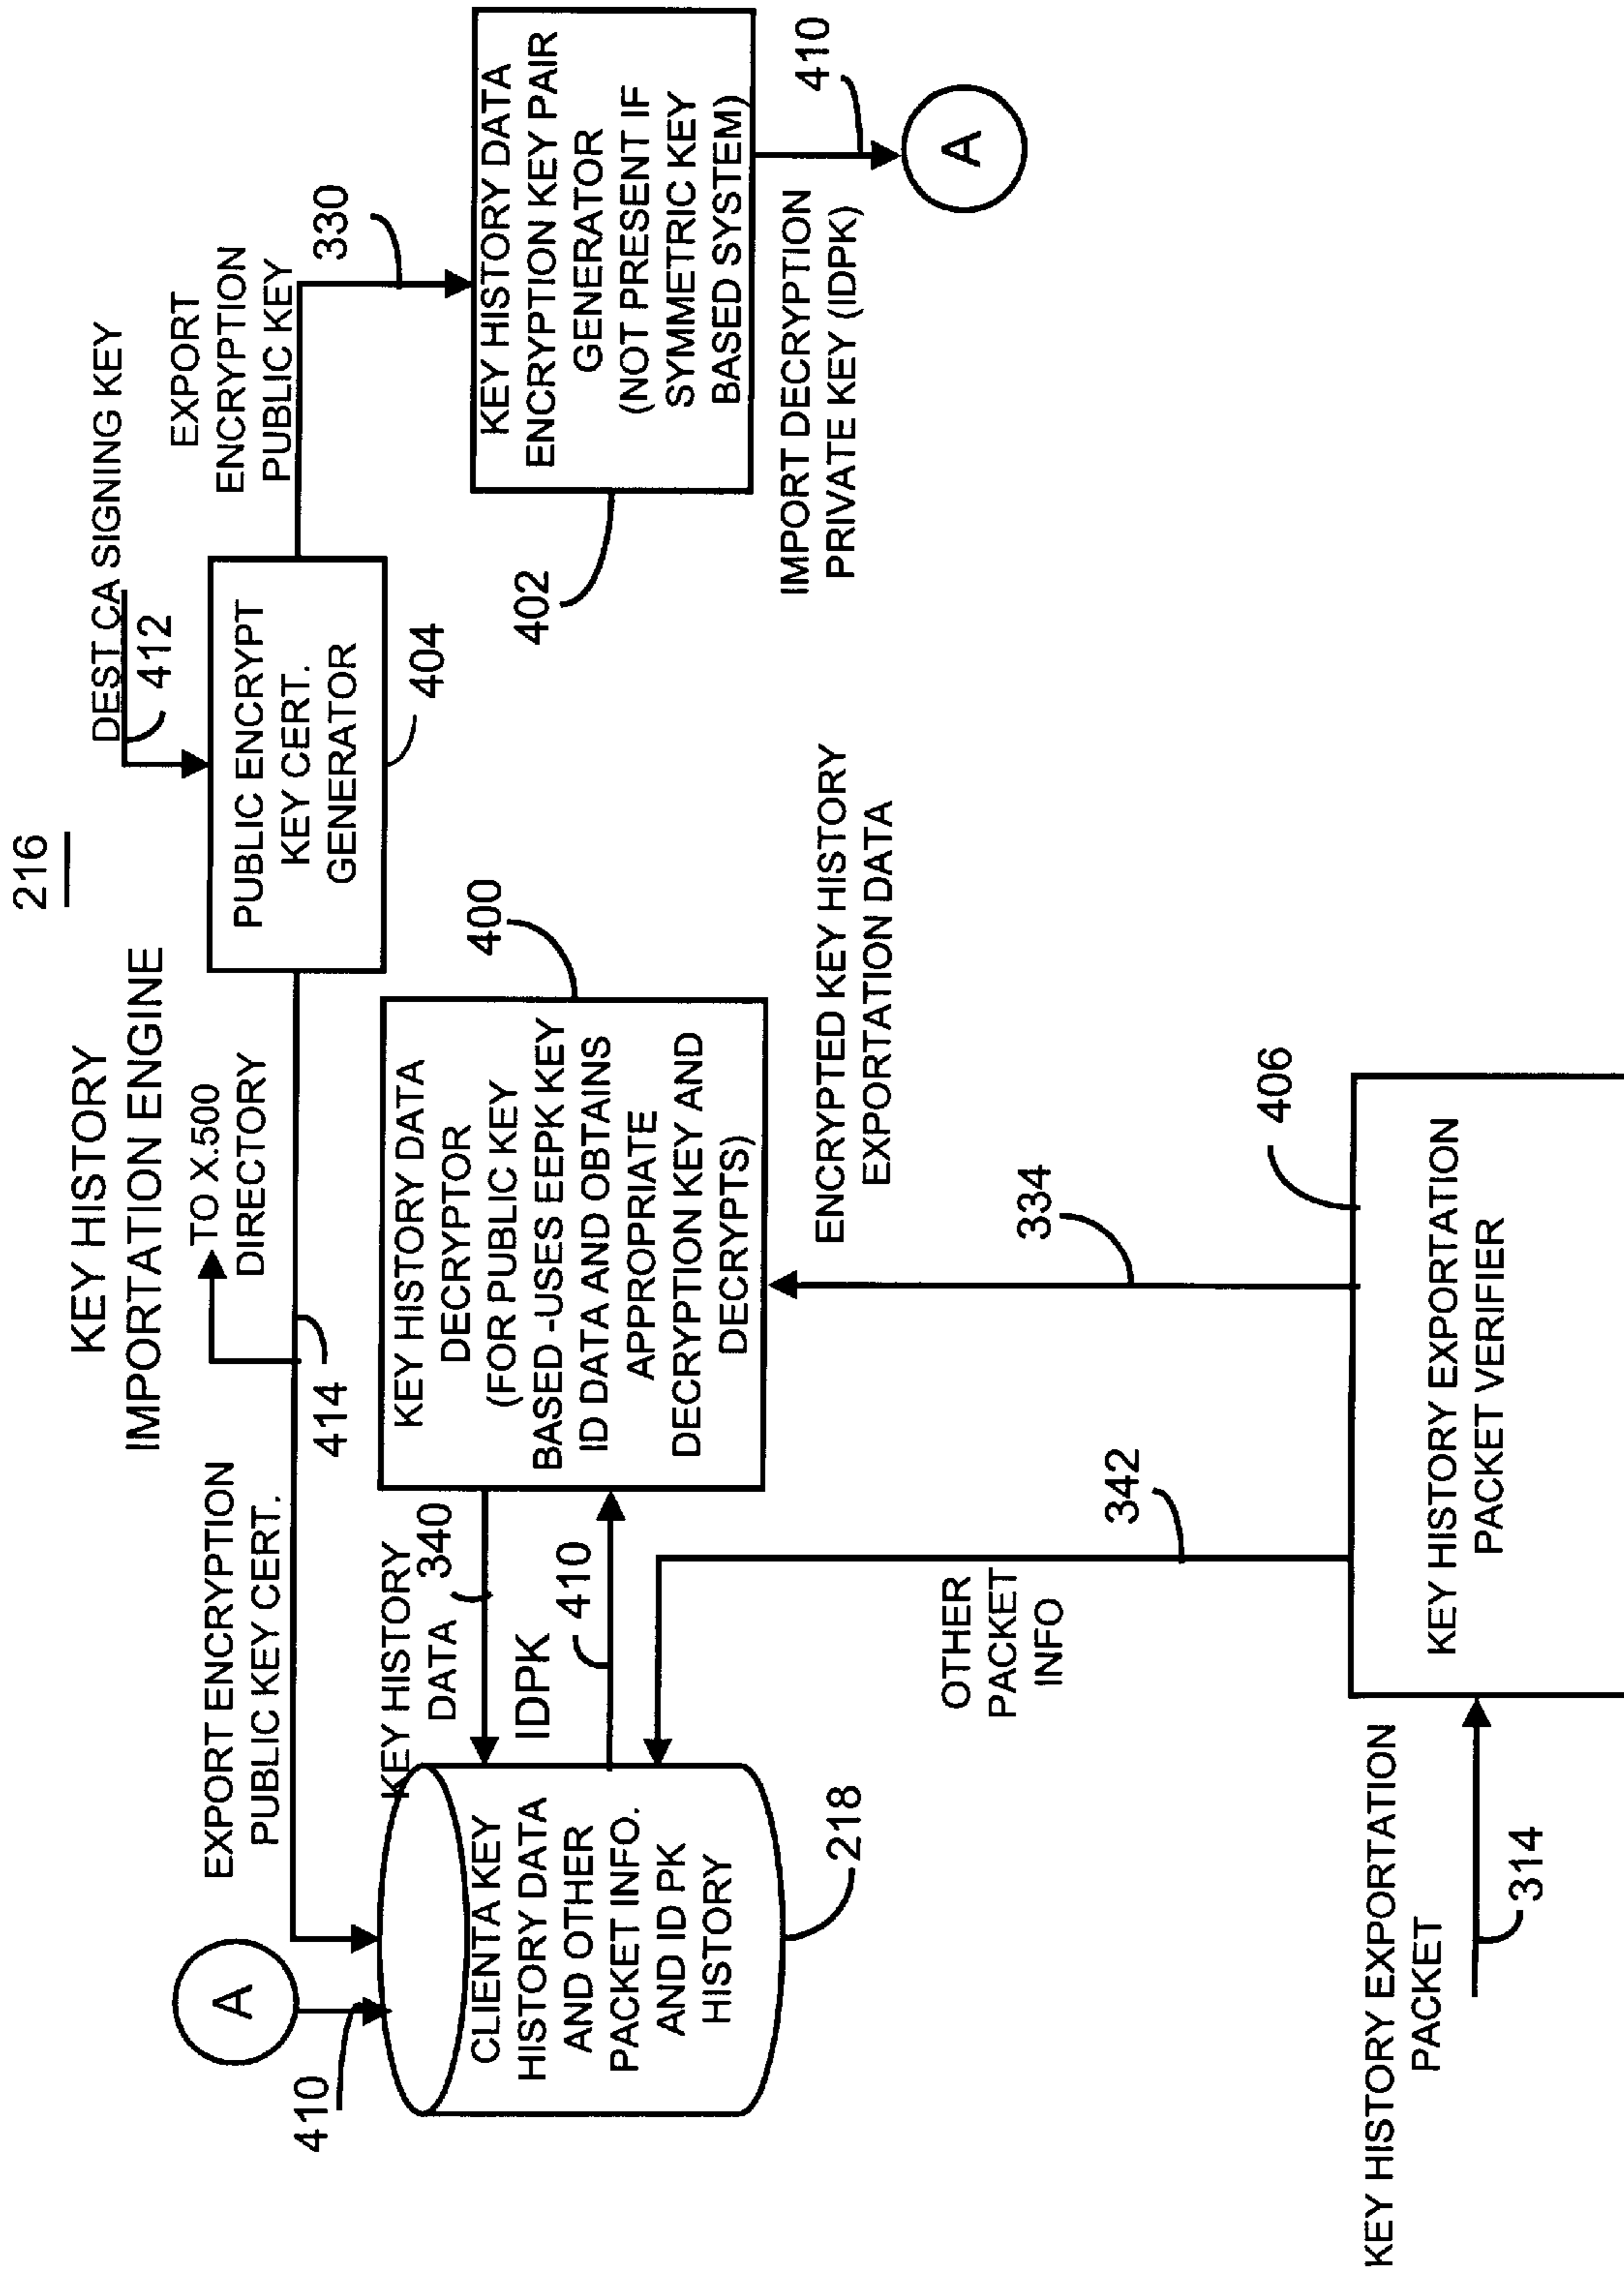 216
KEY HISTORY
IMPORTATION ENGINE
DEST.CA SIGNING KEY
412
EXPORT
ENCRYPTION
PUBLIC KEY
330
PUBLIC ENCRYPT
KEY CERT.
GENERATOR
404
TO X.500
DIRECTORY
414
EXPORT ENCRYPTION
PUBLIC KEY CERT.
A
410
KEY HISTORY
DATA
340
IDPK
410
CLIENTA KEY
HISTORY DATA
AND OTHER
PACKET INFO.
AND ID PK
HISTORY
218
KEY HISTORY DATA
DECRYPTOR
(FOR PUBLIC KEY
BASED -USES EEPK KEY
ID DATA AND OBTAINS
APPROPRIATE
DECRYPTION KEY AND
DECRYPTS)
400
KEY HISTORY DATA
ENCRYPTION KEY PAIR
GENERATOR
(NOT PRESENT IF
SYMMETRIC KEY
BASED SYSTEM)
402
IMPORT DECRYPTION
PRIVATE KEY (IDPK)
410
A
ENCRYPTED KEY HISTORY
EXPORTATION DATA
334
OTHER
PACKET
INFO
342
406
KEY HISTORY EXPORTATION
PACKET VERIFIER
KEY HISTORY EXPORTATION
PACKET
314